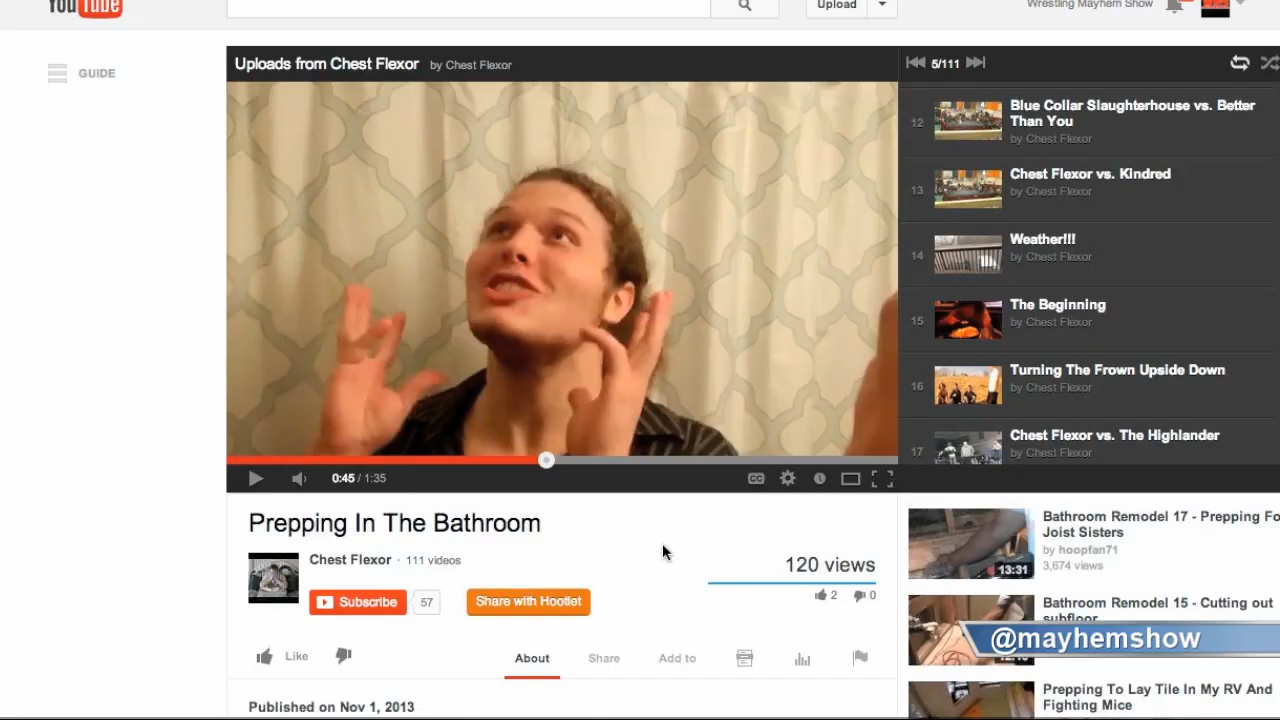 YouTube
Upload
Wrestling Mayhem Show
GUIDE
Uploads from Chest Flexor by Chest Flexor
5/111
12
Blue Collar Slaughterhouse vs. Better
Than You
by Chest Flexor
13
Chest Flexor vs. Kindred
by Chest Flexor
14
Weather!!!
by Chest Flexor
15
The Beginning
by Chest Flexor
16
Turning The Frown Upside Down
by Chest Flexor
17
Chest Flexor vs. The Highlander
by Chest Flexor
0:45 / 1:35
CC
Prepping In The Bathroom
Chest Flexor · 111 videos
Subscribe 57
Share with Hootlet
120 views
2 0
Like
About
Share
Add to
Published on Nov 1, 2013
Bathroom Remodel 17 - Prepping Fo
Joist Sisters
by hoopfan71
3,674 views
13:31
Bathroom Remodel 15 - Cutting out
subfloor
@mayhemshow
Prepping To Lay Tile In My RV And
Fighting Mice